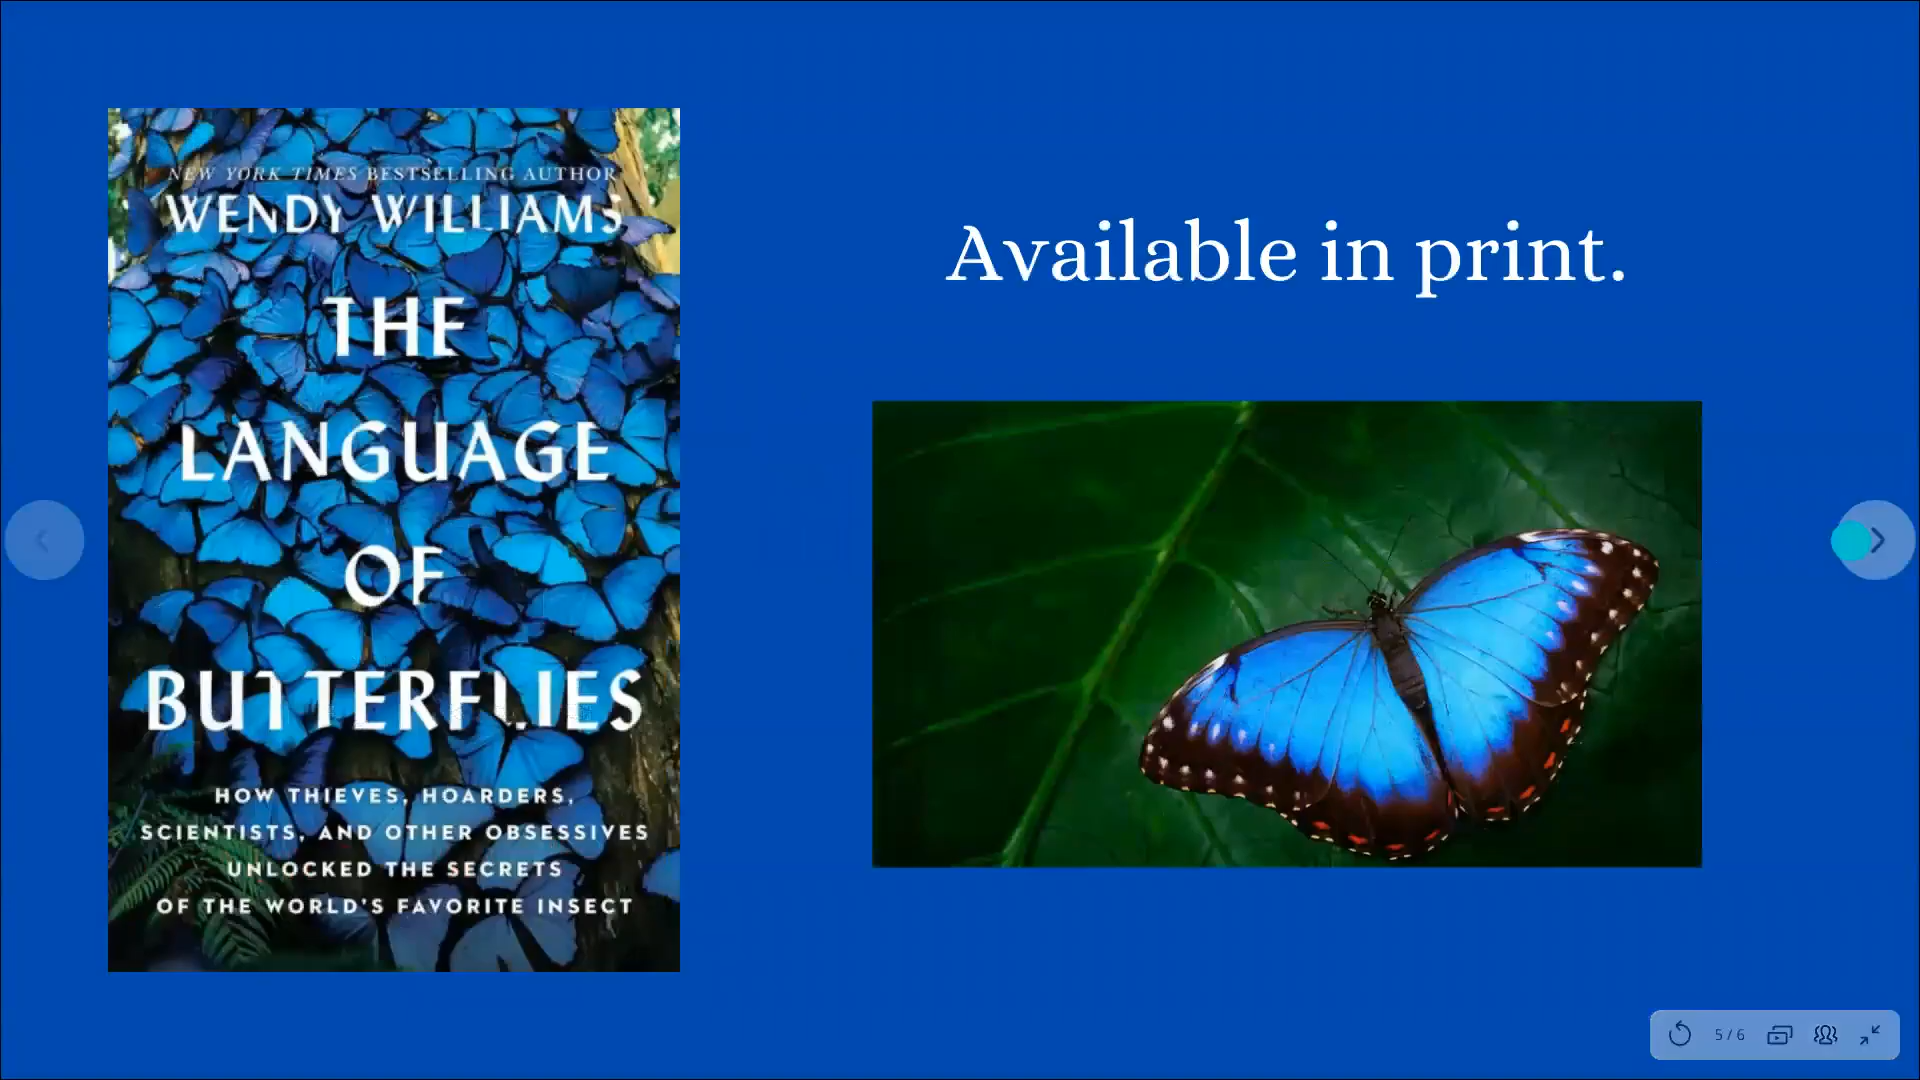 NEW YORK TIMES BESTSELLING AUTHOR
WENDY WILLIAMS
THE
LANGUAGE
OF
BUTTERFLIES
HOW THIEVES, HOARDERS,
SCIENTISTS, AND OTHER OBSESSIVES
UNLOCKED THE SECRETS
OF THE WORLD'S FAVORITE INSECT
Available in print.
5 / 6